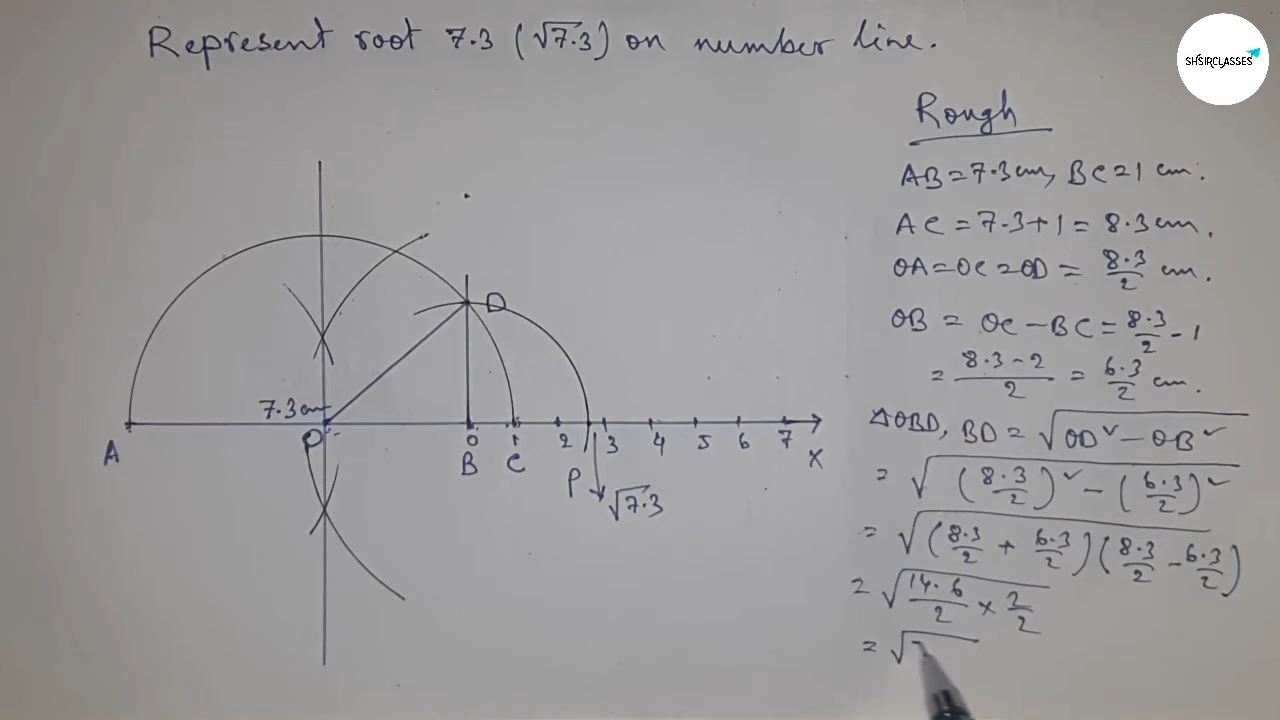 Represent root 7.3 (√7.3) on number line.
SHSIRCLASSES
Rough
AB = 7.3 cm, BC = 1 cm.
AC = 7.3 + 1 = 8.3 cm.
OA = OC = OD = 8.3/2 cm.
OB = OC - BC = 8.3/2 - 1
= (8.3 - 2)/2 = 6.3/2 cm.
△OBD, BD = √(OD² - OB²)
= √((8.3/2)² - (6.3/2)²)
= √((8.3/2 + 6.3/2)(8.3/2 - 6.3/2))
= √(14.6/2 × 2/2)
= √
D
7.3 cm
A O 0 1 2 3 4 5 6 7 X
B C P
√7.3